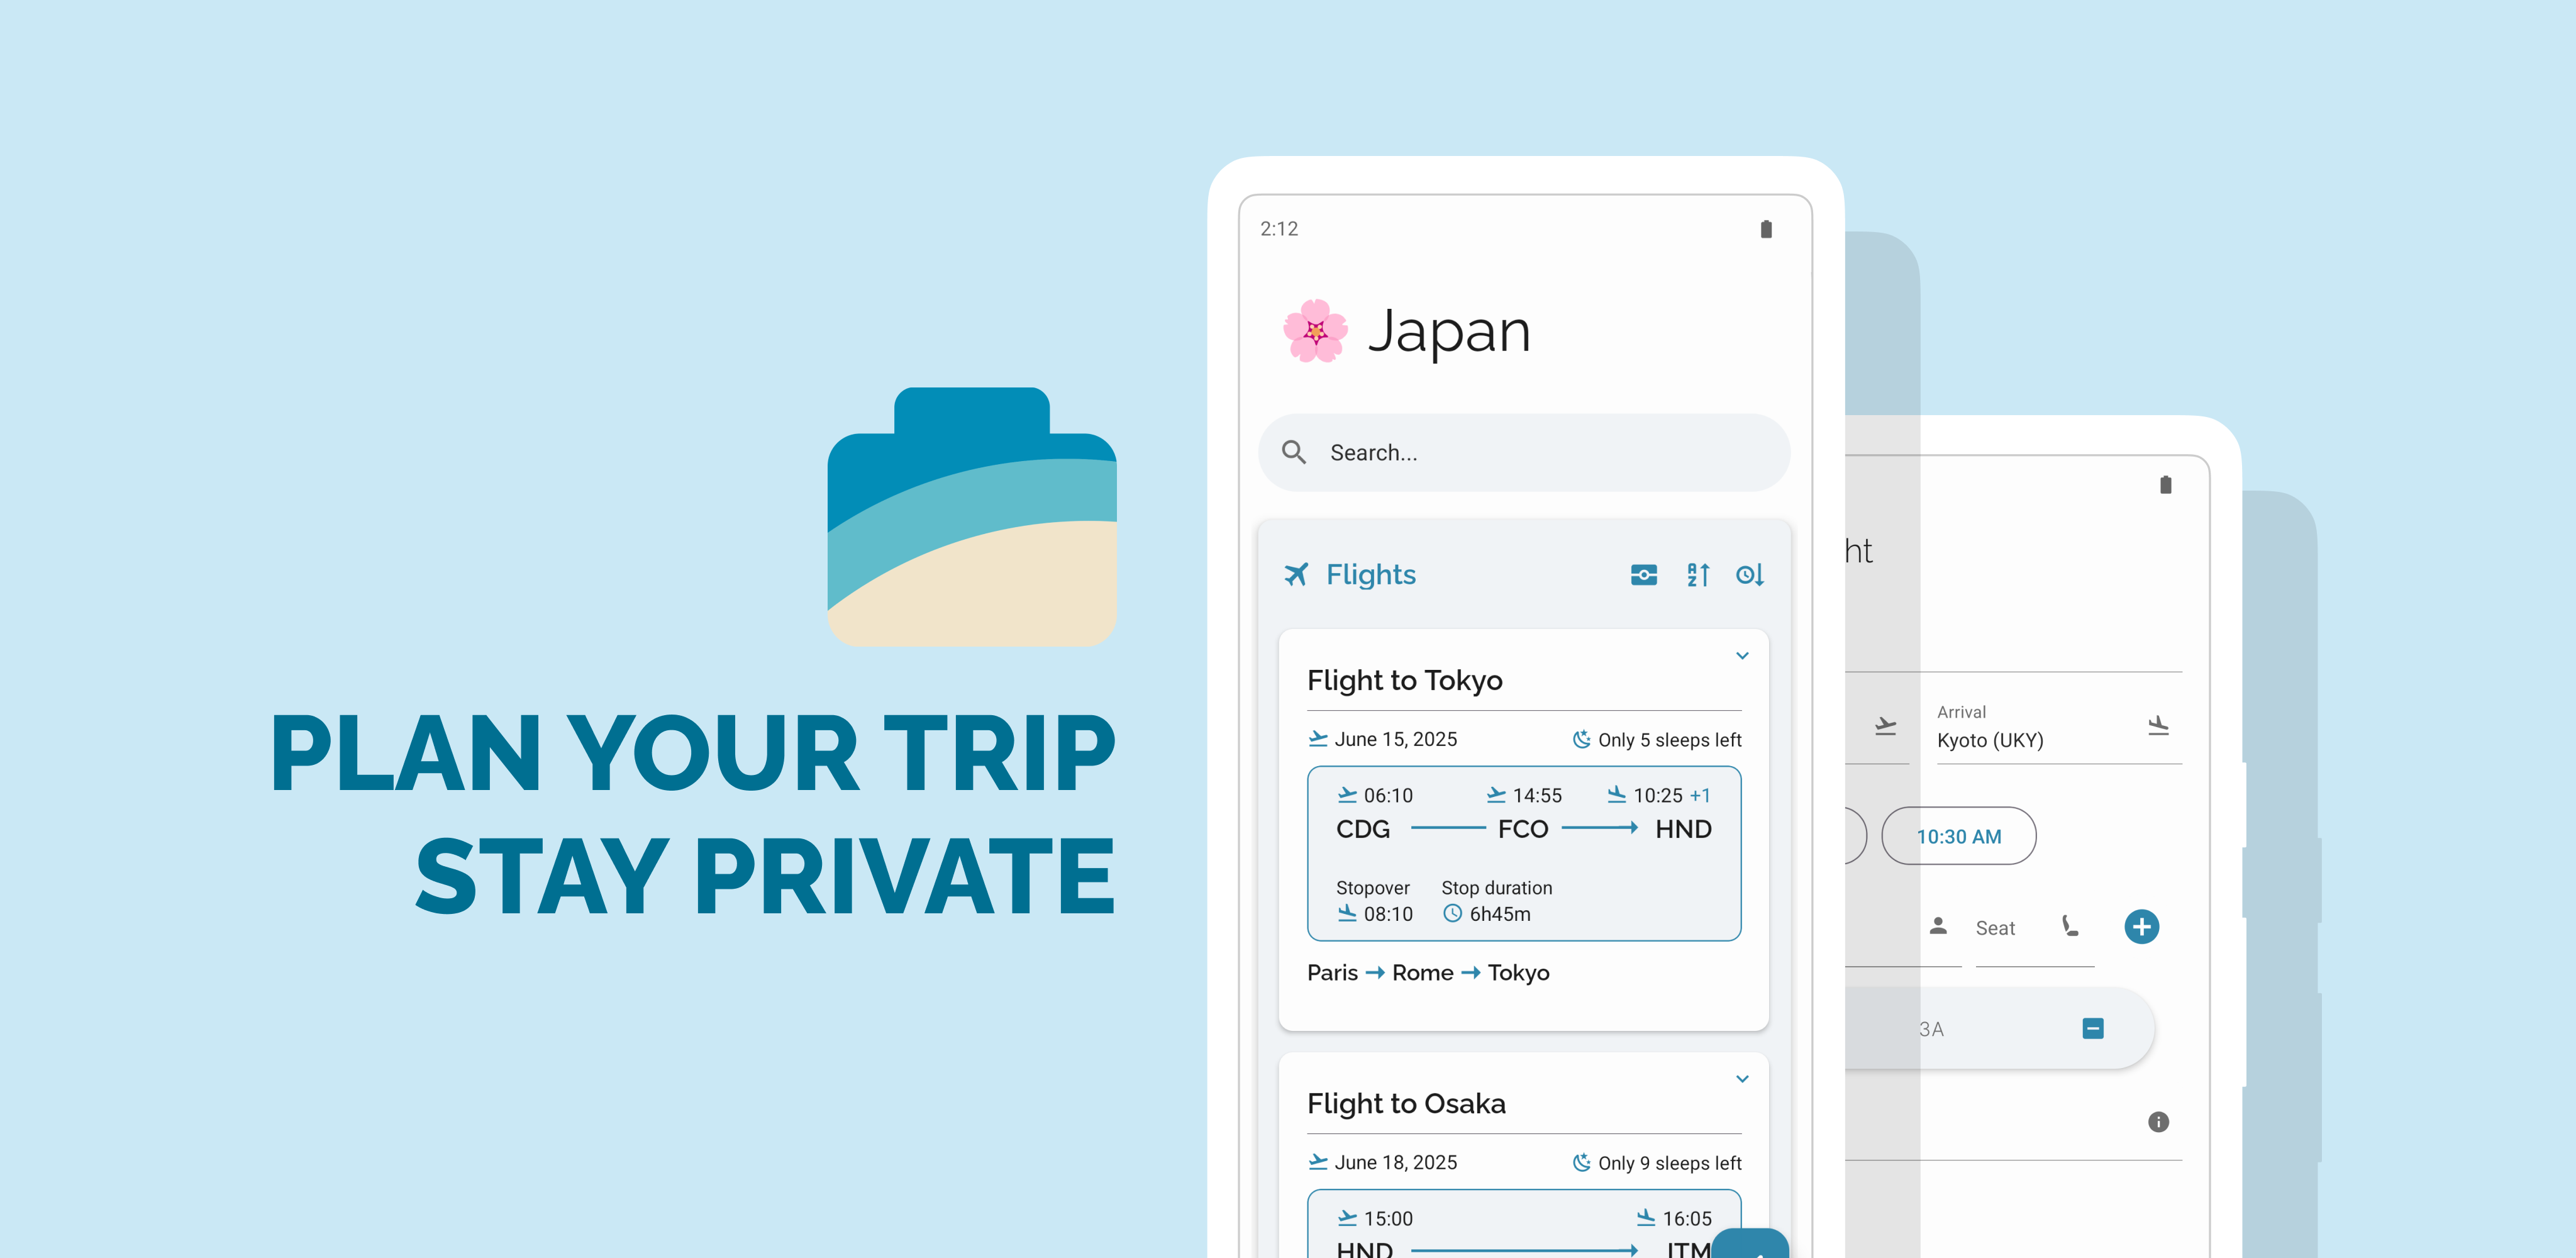 PLAN YOUR TRIP
STAY PRIVATE
2:12
Japan
Search...
Flights
Flight to Tokyo
June 15, 2025 Only 5 sleeps left
06:10 14:55 10:25 +1
CDG FCO HND
Stopover Stop duration
08:10 6h45m
Paris → Rome → Tokyo
Flight to Osaka
June 18, 2025 Only 9 sleeps left
15:00 16:05
HND ITM
ht
Arrival
Kyoto (UKY)
10:30 AM
Seat
3A